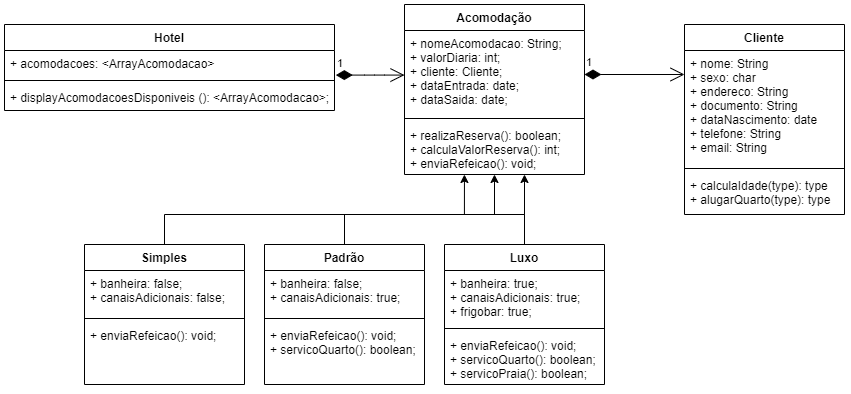 Hotel
+ acomodacoes: <ArrayAcomodacao>
+ displayAcomodacoesDisponiveis (): <ArrayAcomodacao>;
1
Acomodação
+ nomeAcomodacao: String;
+ valorDiaria: int;
+ cliente: Cliente;
+ dataEntrada: date;
+ dataSaida: date;
+ realizaReserva(): boolean;
+ calculaValorReserva(): int;
+ enviaRefeicao(): void;
1
Cliente
+ nome: String
+ sexo: char
+ endereco: String
+ documento: String
+ dataNascimento: date
+ telefone: String
+ email: String
+ calculaIdade(type): type
+ alugarQuarto(type): type
Simples
+ banheira: false;
+ canaisAdicionais: false;
+ enviaRefeicao(): void;
Padrão
+ banheira: false;
+ canaisAdicionais: true;
+ enviaRefeicao(): void;
+ servicoQuarto(): boolean;
Luxo
+ banheira: true;
+ canaisAdicionais: true;
+ frigobar: true;
+ enviaRefeicao(): void;
+ servicoQuarto(): boolean;
+ servicoPraia(): boolean;